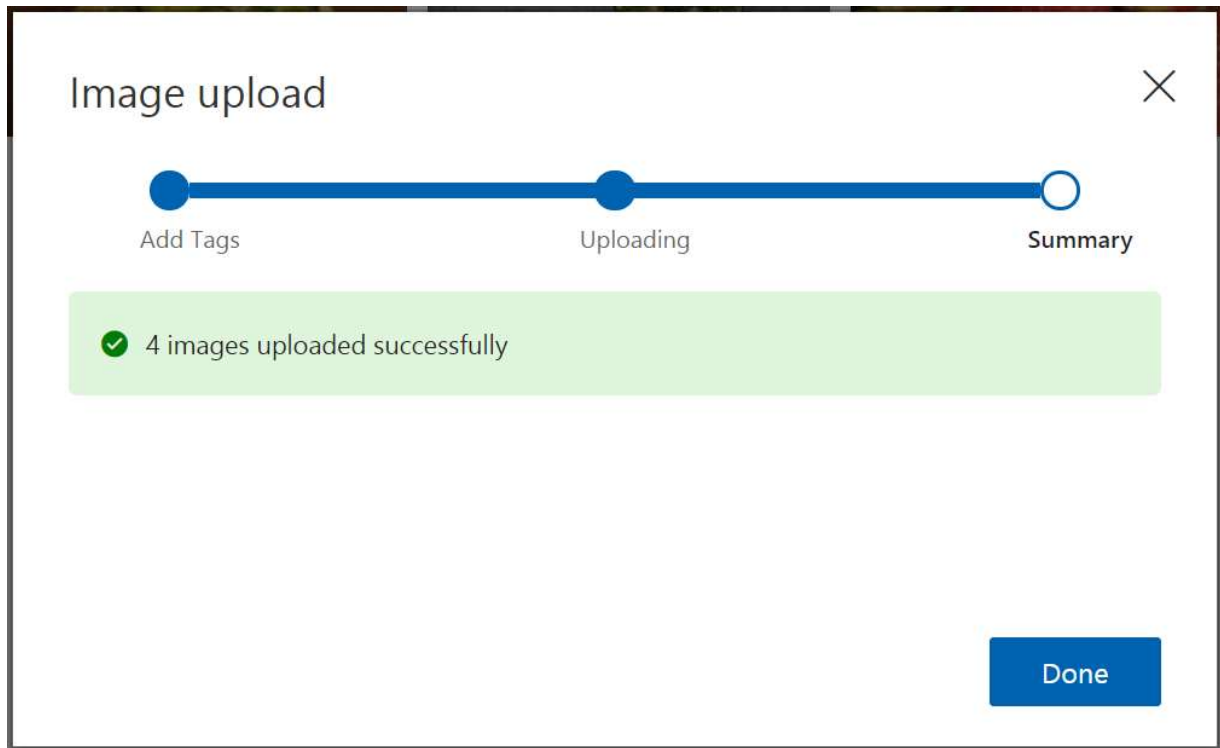 Image upload
Add Tags
Uploading
Summary
4 images uploaded successfully
Done